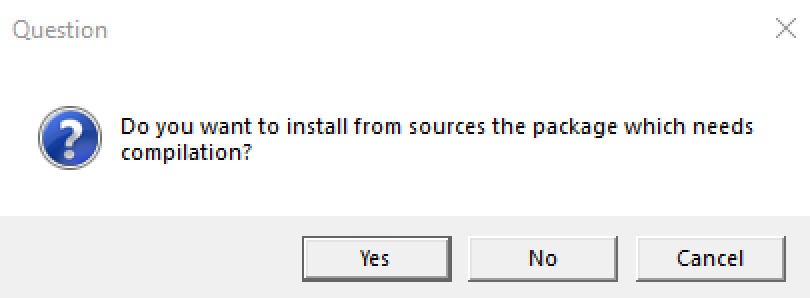 Question
Do you want to install from sources the package which needs
compilation?
Yes
No
Cancel